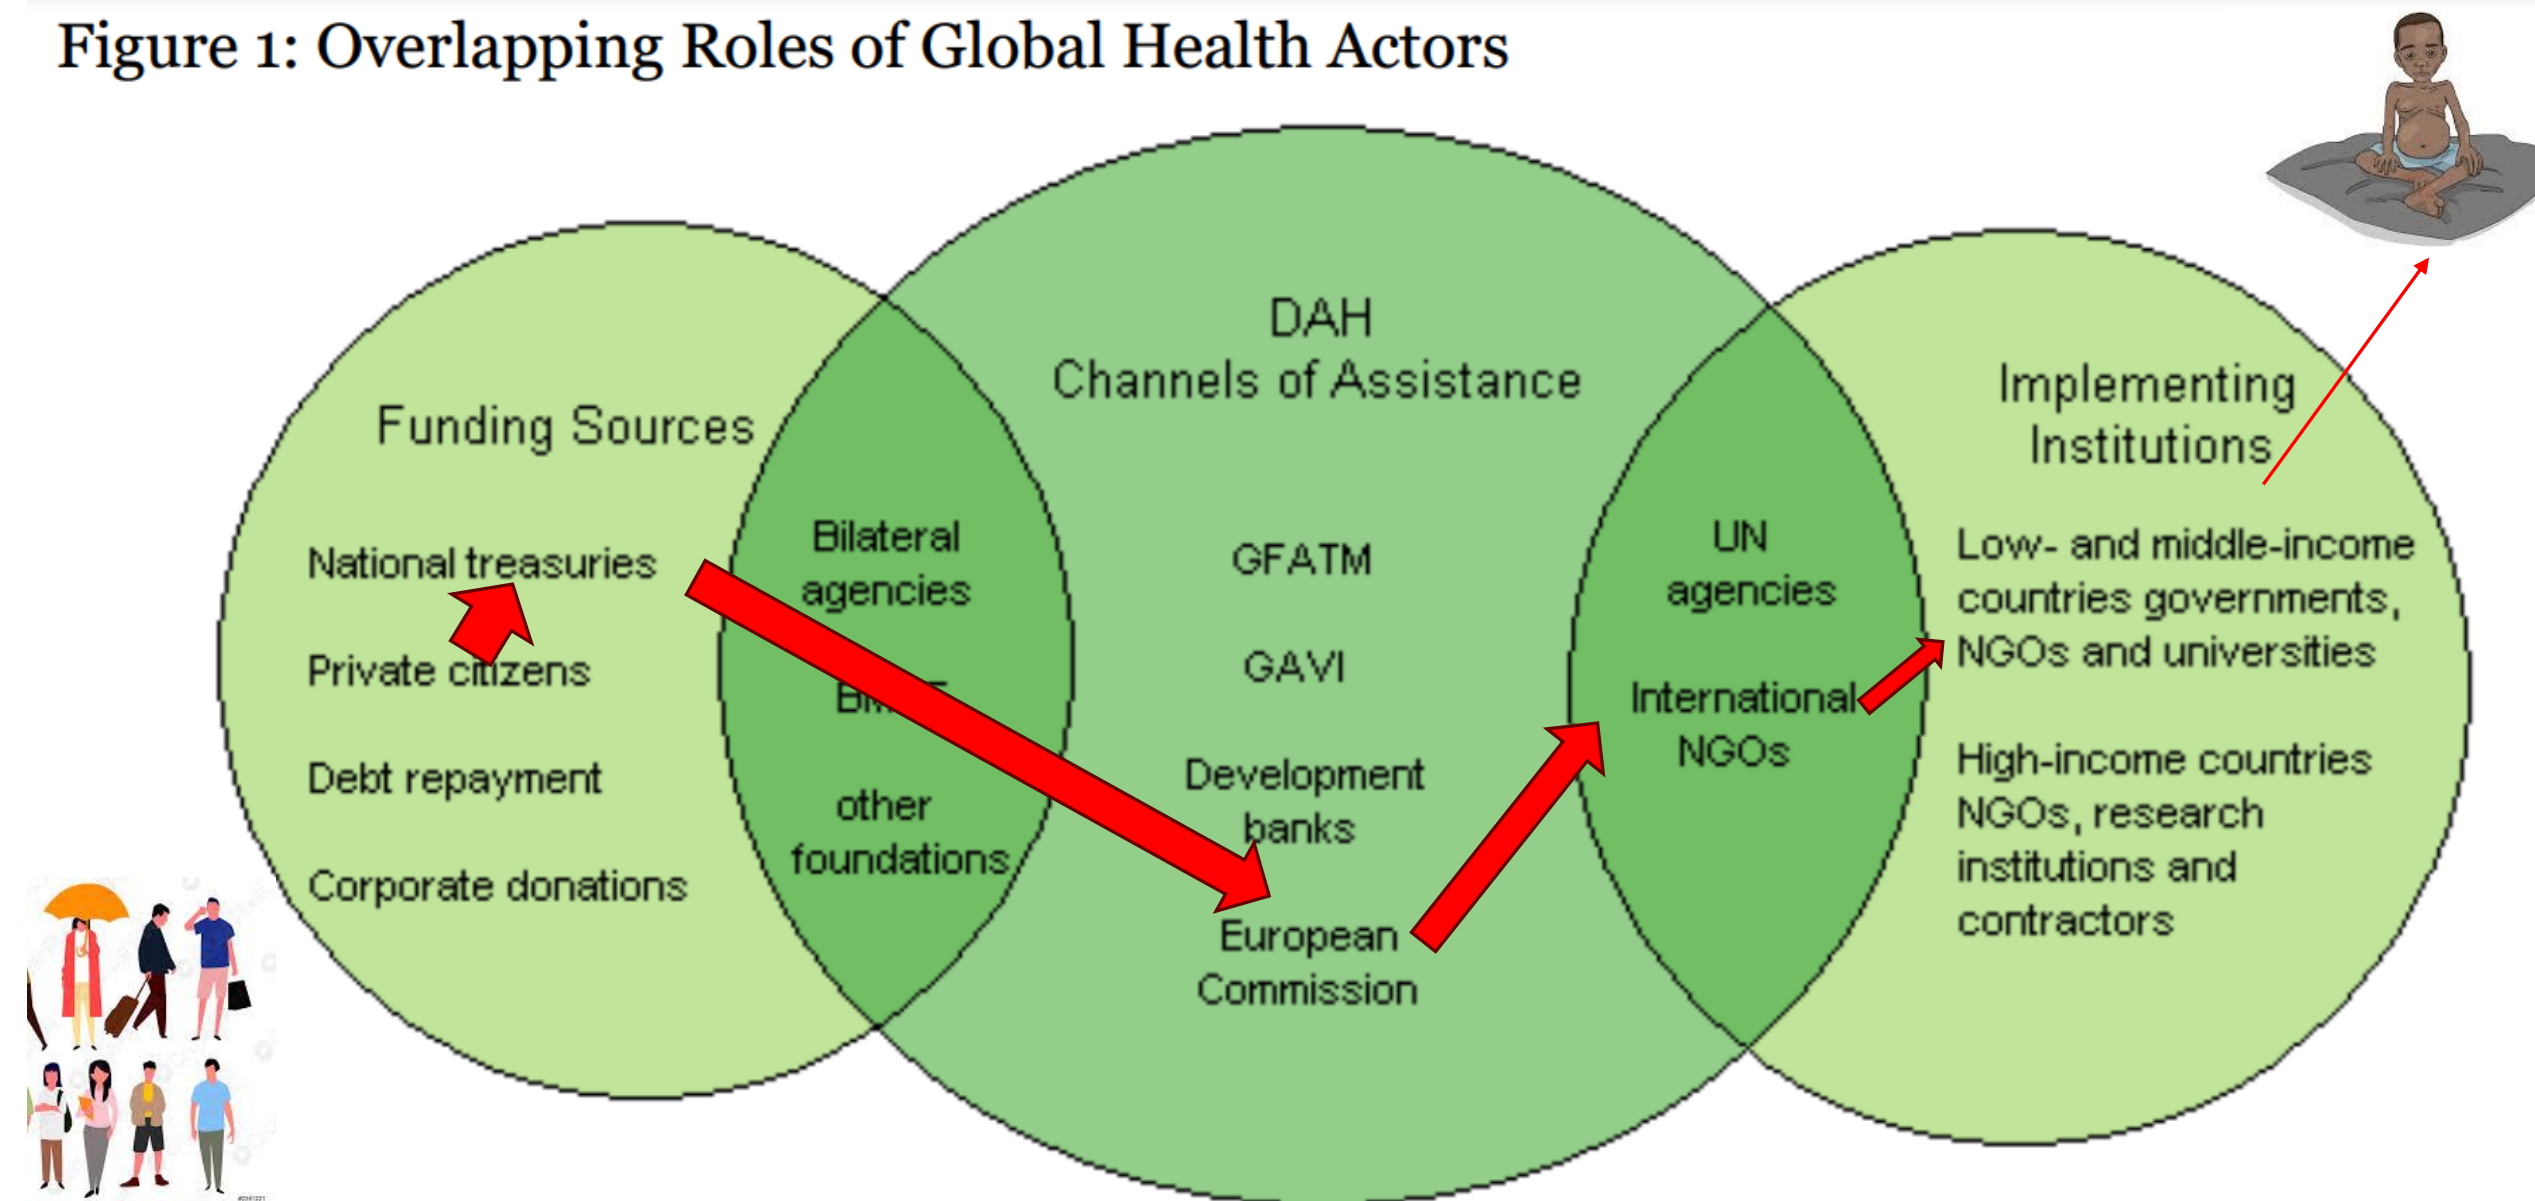 Figure 1: Overlapping Roles of Global Health Actors
Funding Sources
National treasuries
Private citizens
Debt repayment
Corporate donations
Bilateral
agencies
other
foundations
DAH
Channels of Assistance
GFATM
GAVI
Development
banks
European
Commission
UN
agencies
International
NGOs
Implementing
Institutions
Low- and middle-income
countries governments,
NGOs and universities
High-income countries
NGOs, research
institutions and
contractors